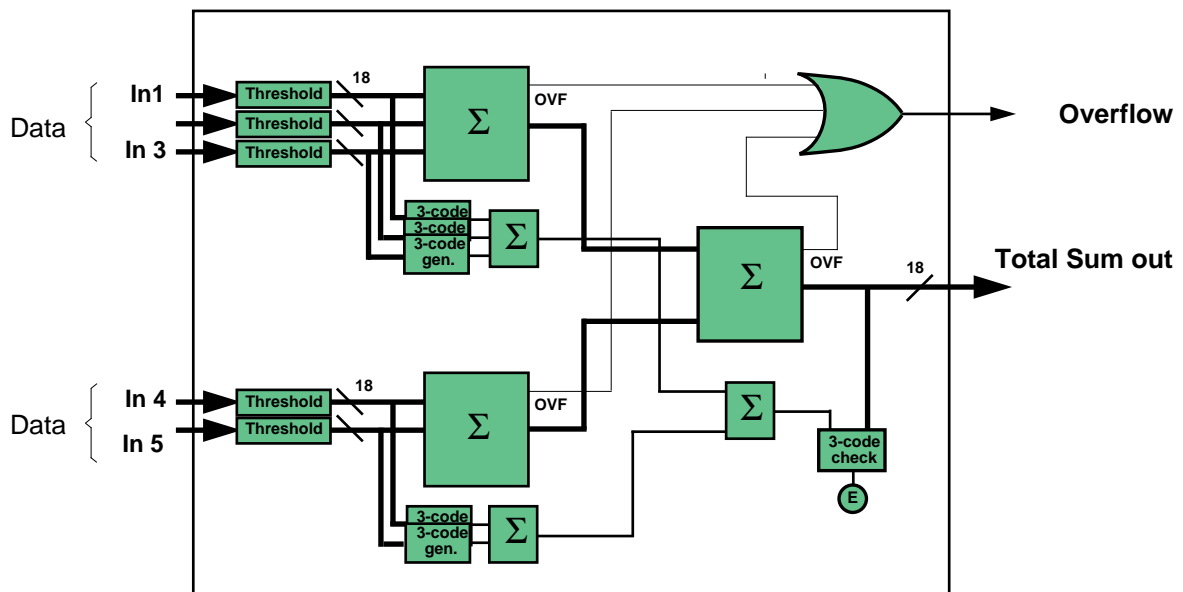 18
In1
Threshold
OVF
Σ
Threshold
Overflow
Data
In 3
Threshold
3-code
3-code
3-code
gen.
Σ
Σ
OVF
18
Total Sum out
18
In 4
Threshold
OVF
Data
In 5
Threshold
Σ
Σ
3-code
check
E
3-code
3-code
gen.
Σ